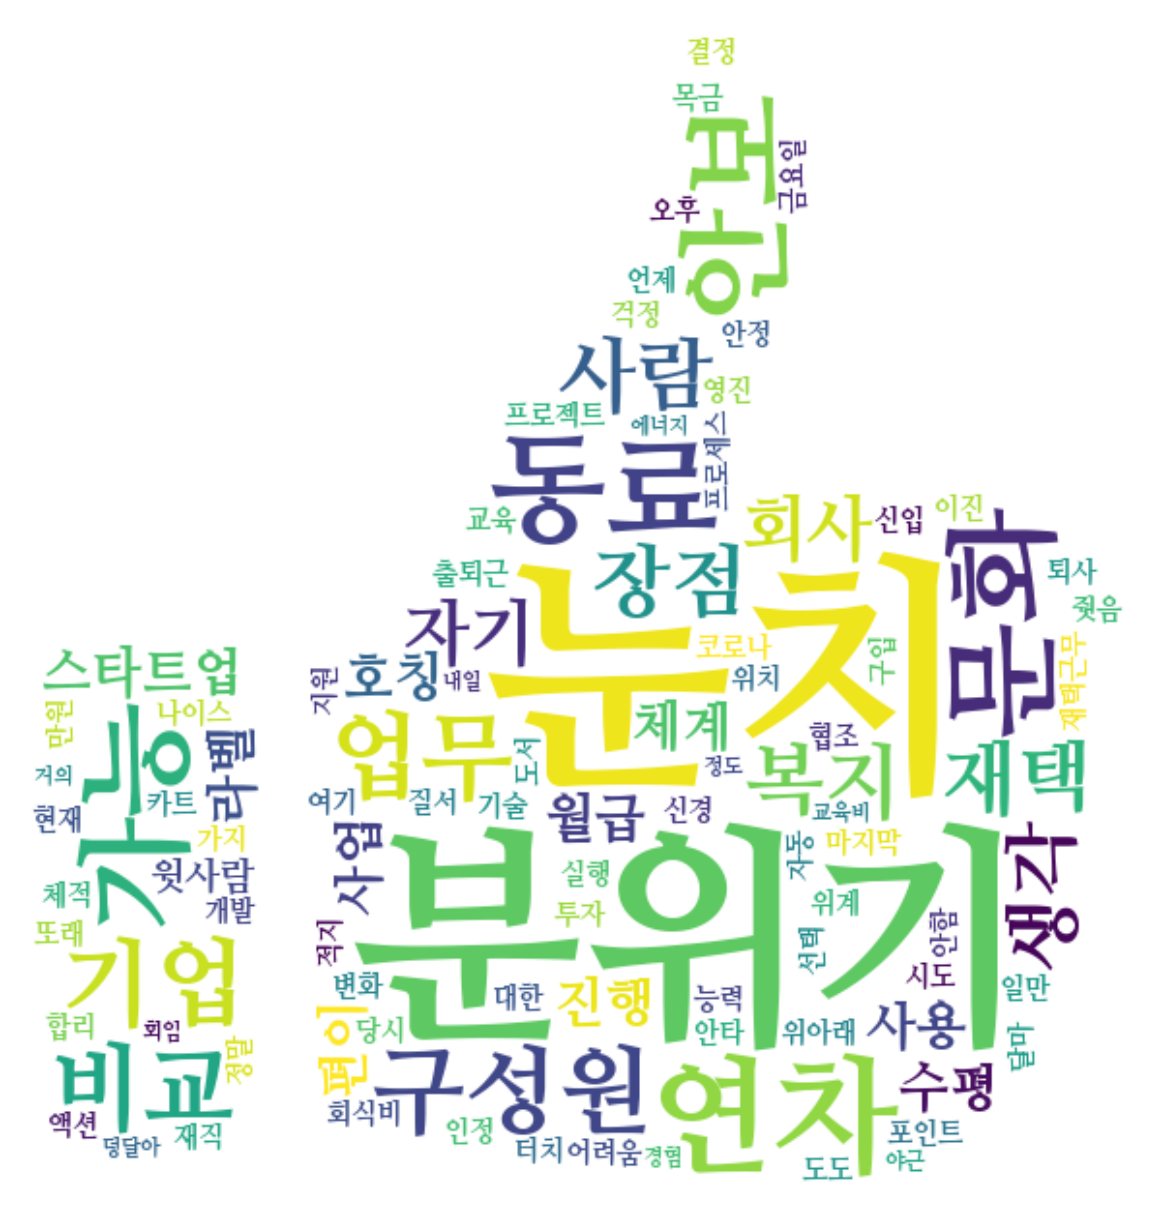 결정
목금
안보
금요일
오후
언제
걱정
안정
사람
영진
프로젝트
에너지
프로세스
동료
교육
회사
신입
이진
문화
장점
출퇴근
퇴사
줫음
눈치
자기
코로나
구입
재택근무
스타트업
지원
호칭
내일
위치
만원
나이스
가능
라벨
업무
체계
협조
복지
재택
거의
도서
정도
현재
카트
여기
질서
기술
월급
신경
교육비
가지
사업
분위기
자동
마지막
생각
윗사람
실행
체적
개발
투자
위계
또래
적지
선택
안함
기업
변화
대한
진행
능력
시도
일만
합리
회임
편이
당시
안타
위아래
사용
달마
정말
비교
구성원
연차
수평
액션
재직
회식비
인정
포인트
덩달아
터치
어려움
경험
도도
야근